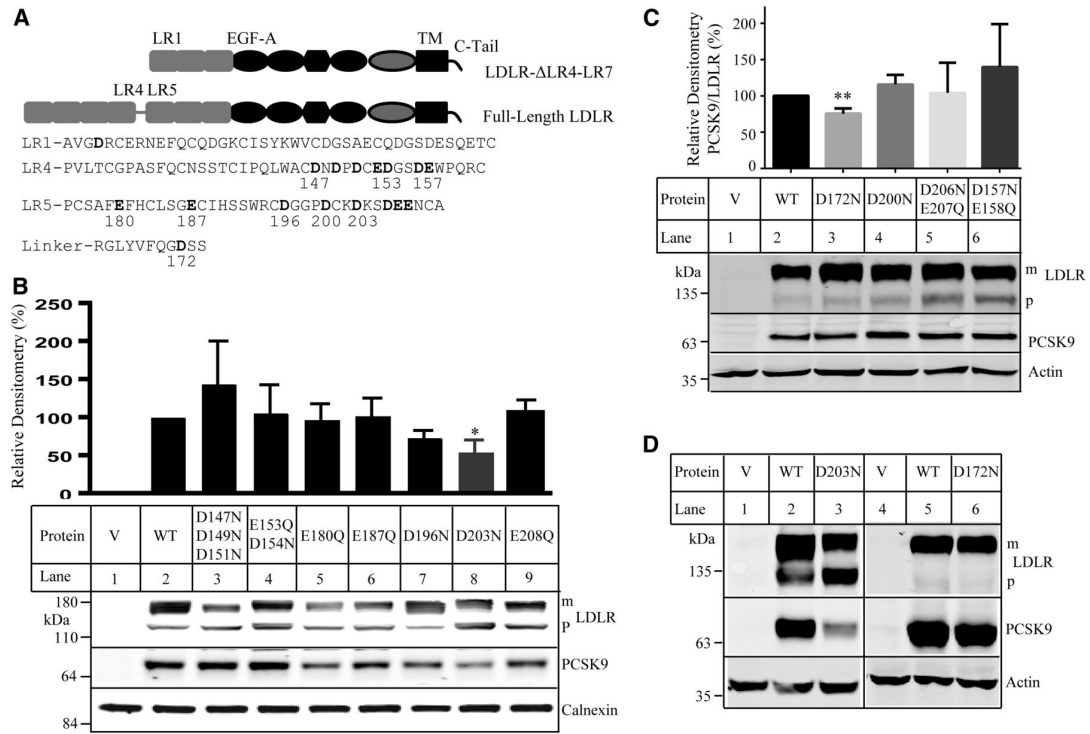 A
LR1 EGF-A TM
C-Tail
LDLR-ΔLR4-LR7
LR4 LR5
Full-Length LDLR
LR1-AVGDRCERNEFQCQDGKCISYKWVCDGSAECQDGSDESQETC
LR4-PVLTCGPASFQCNSSTCIPQLWACDNDPDCEDGSDEWPQRC
147 153 157
LR5-PCSAFEFHCLSGECIHSSWRCDGGPDCKDKSDEENCA
180 187 196 200 203
Linker-RGLYVFQGDSS
172
B
Relative Densitometry (%)
250
200
150
100
50
0
*
Protein V WT D147N D149N D151N E153Q D154N E180Q E187Q D196N D203N E208Q
Lane 1 2 3 4 5 6 7 8 9
180
kDa
110
m
LDLR
P
64
PCSK9
Calnexin
84
C
Relative Densitometry
PCSK9/LDLR (%)
200
150
100
50
0
**
Protein V WT D172N D200N D206N E207Q D157N E158Q
Lane 1 2 3 4 5 6
kDa
135
m LDLR
p
63
PCSK9
35
Actin
D
Protein V WT D203N V WT D172N
Lane 1 2 3 4 5 6
kDa
135
m
LDLR
p
63
PCSK9
35
Actin